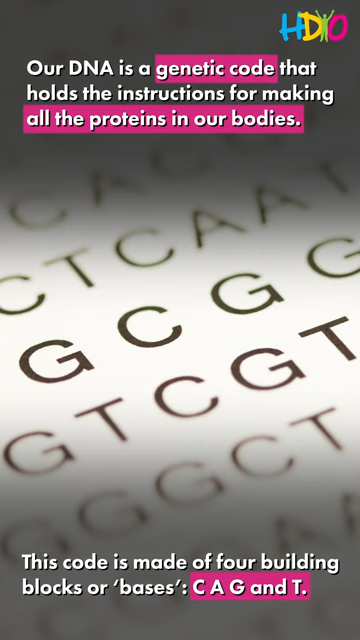 HDYO
Our DNA is a genetic code that
holds the instructions for making
all the proteins in our bodies.
C A C G
C T C A A T
G C G G
G T C G T
G G G C T
This code is made of four building
blocks or ‘bases’: C A G and T.